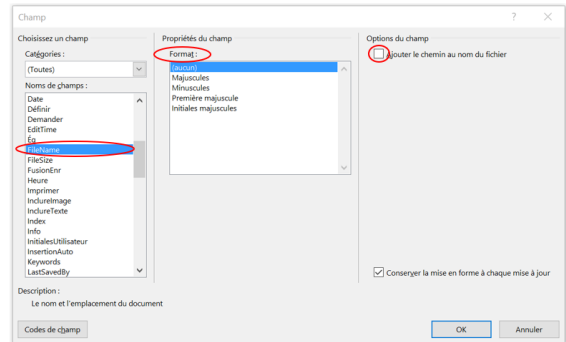 Champ
Choisissez un champ
Catégories :
(Toutes)
Noms de champs :
Date
Définir
Demander
EditTime
Éq
FileName
FileSize
FusionEnr
Heure
Imprimer
InclureImage
InclureTexte
Index
Info
InitialesUtilisateur
InsertionAuto
Keywords
LastSavedBy
Propriétés du champ
Format :
(aucun)
Majuscules
Minuscules
Première majuscule
Initiales majuscules
Options du champ
Ajouter le chemin au nom du fichier
Conserver la mise en forme à chaque mise à jour
Description :
Le nom et l'emplacement du document
Codes de champ
OK
Annuler